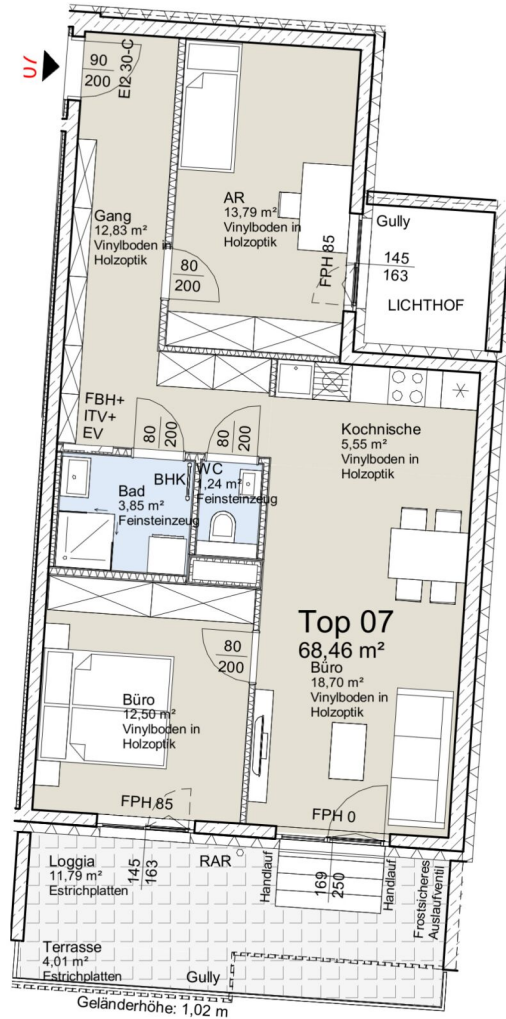 07
90
200
EI2 30-C
Gang
12,83 m²
Vinylboden in
Holzoptik
AR
13,79 m²
Vinylboden in
Holzoptik
80
200
FPH 85
Gully
145
163
LICHTHOF
FBH+
ITV+
EV
80
200
80
200
Kochnische
5,55 m²
Vinylboden in
Holzoptik
BHK
Bad
3,85 m²
Feinsteinzeug
WC
,24 m²
Feinsteinzeug
Top 07
68,46 m²
Büro
18,70 m²
Vinylboden in
Holzoptik
80
200
Büro
12,50 m²
Vinylboden in
Holzoptik
FPH 85
FPH 0
Loggia
11,79 m²
Estrichplatten
145
163
RAR
Handlauf
169
250
Handlauf
Frostsicheres
Auslaufventil
Terrasse
4,01 m²
Estrichplatten
Gully
Geländerhöhe: 1,02 m